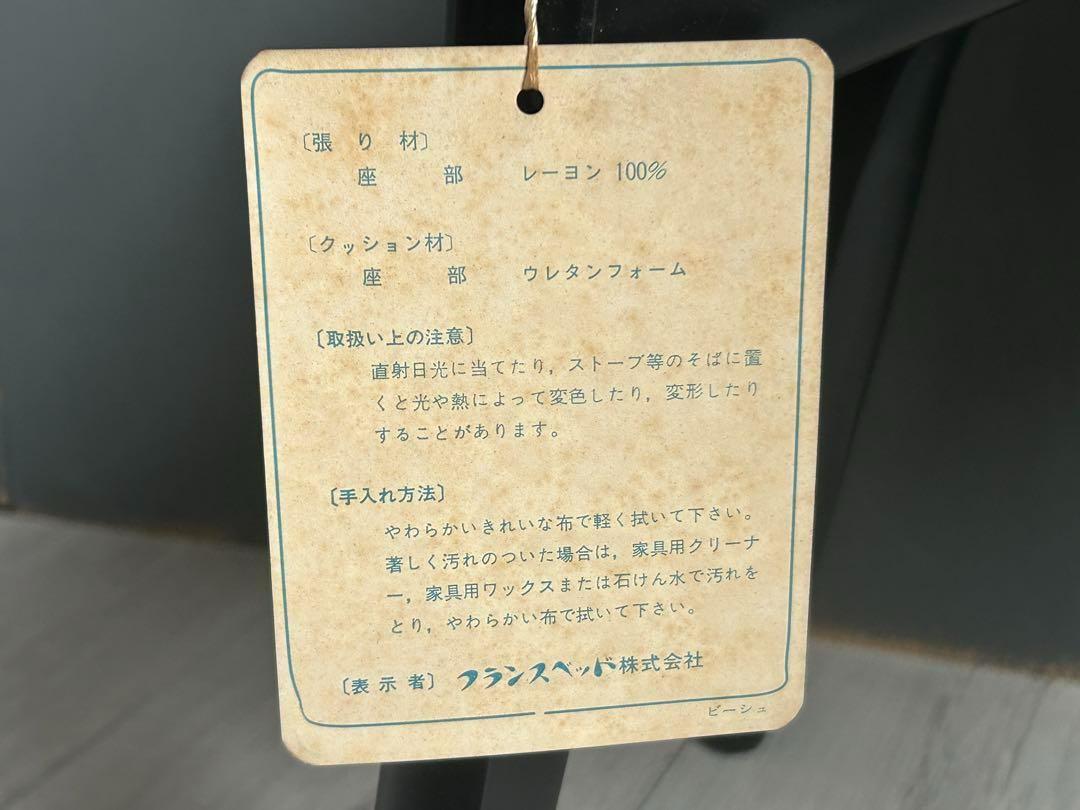 〔張り材〕
座部 レーヨン 100%
〔クッション材〕
座部 ウレタンフォーム
〔取扱い上の注意〕
直射日光に当てたり，ストーブ等のそばに置
くと光や熱によって変色したり，変形したり
することがあります。
〔手入れ方法〕
やわらかいきれいな布で軽く拭いて下さい。
著しく汚れのついた場合は，家具用クリーナ
ー，家具用ワックスまたは石けん水で汚れを
とり，やわらかい布で拭いて下さい。
〔表示者〕 フランスベッド株式会社
ビーシュ